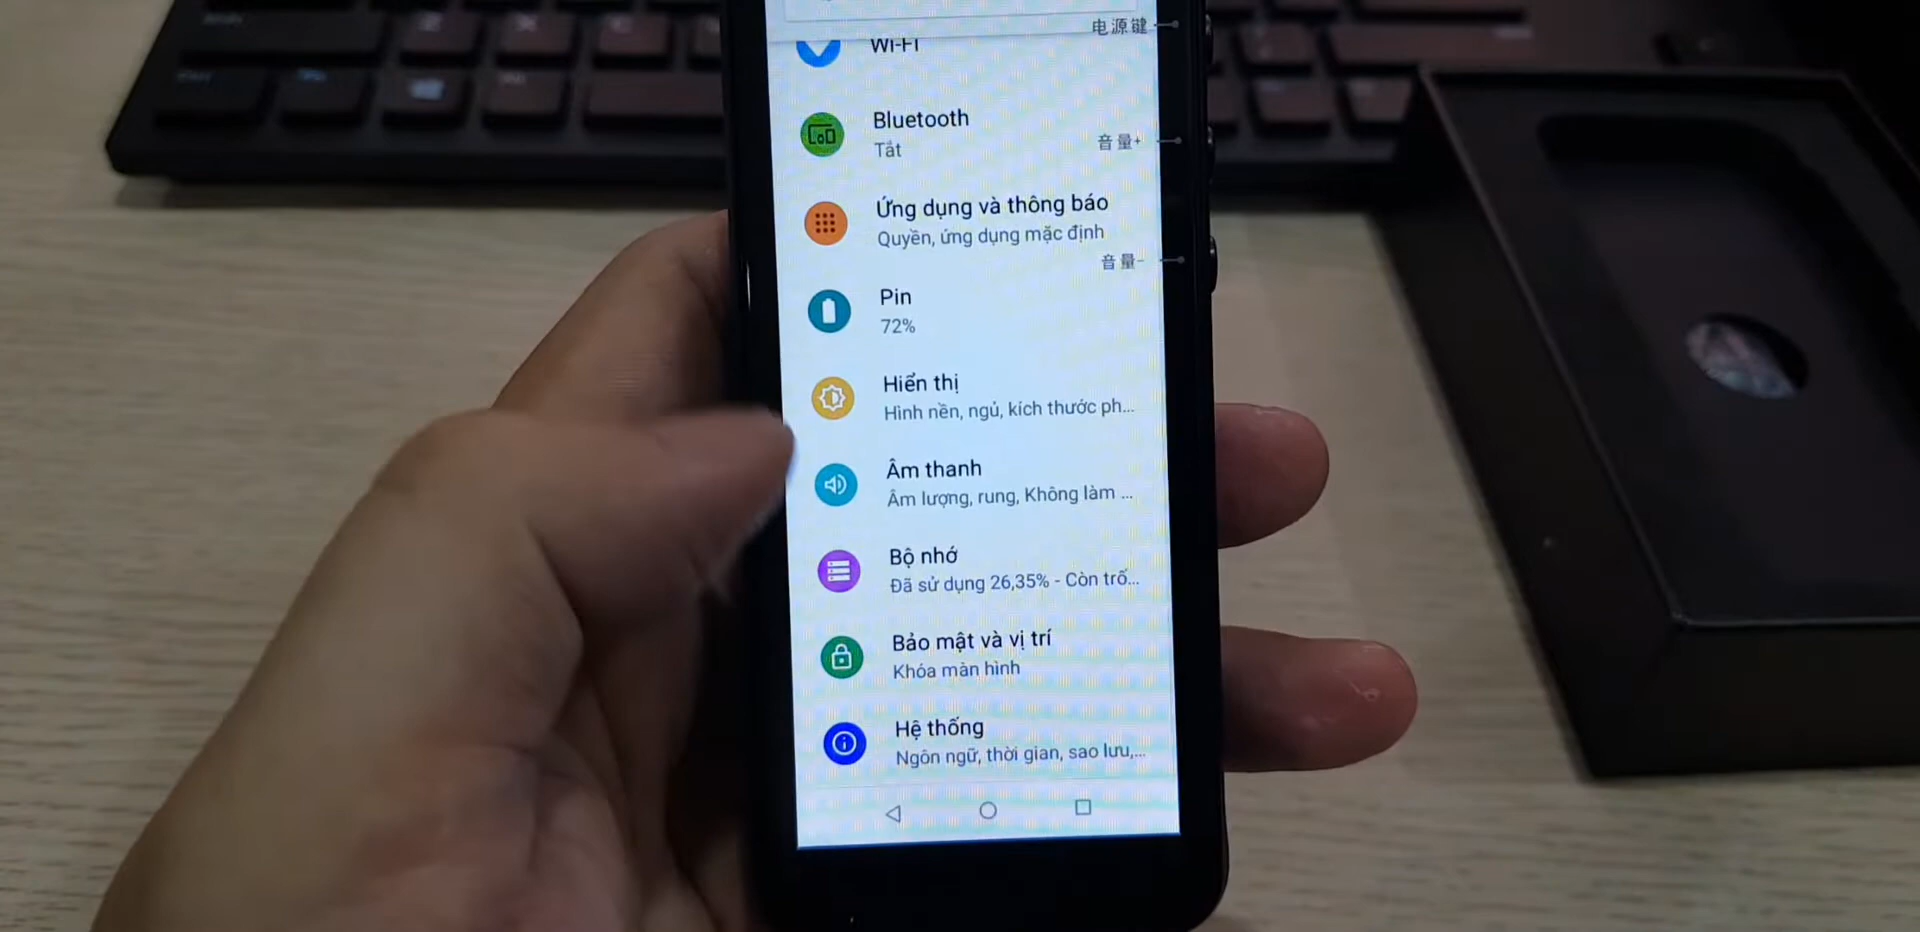 电源键
Wi-Fi
Bluetooth
Tắt
音量+
Ứng dụng và thông báo
Quyền, ứng dụng mặc định
音量-
Pin
72%
Hiển thị
Hình nền, ngủ, kích thước ph...
Âm thanh
Âm lượng, rung, Không làm ...
Bộ nhớ
Đã sử dụng 26,35% - Còn trố...
Bảo mật và vị trí
Khóa màn hình
Hệ thống
Ngôn ngữ, thời gian, sao lưu,...